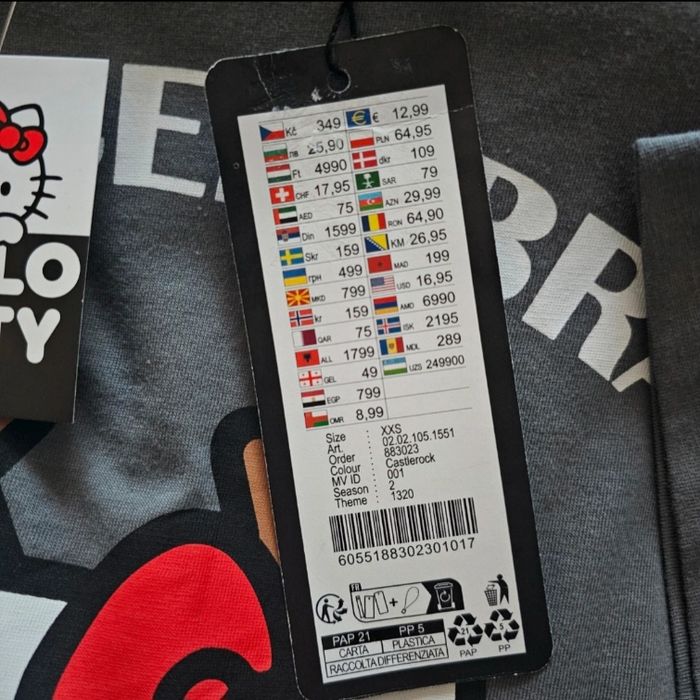 Kč 349 € 12,99
лв 25,90 PLN 64,95
Ft 4990 dkr 109
CHF 17,95 SAR 79
AED 75 AZN 29,99
Din 1599 RON 64,90
Skr 159 KM 26,95
грн 499 MAD 199
MKD 799 USD 16,95
kr 159 AMD 6990
QAR 75 ISK 2195
ALL 1799 MDL 289
GEL 49 UZS 249900
EGP 799
OMR 8,99
Size : XXS
Art. : 02.02.105.1551
Order : 883023
Colour : Castlerock
MV ID : 001
Season : 2
Theme : 1320
6055188302301017
FR
+
PAP 21 PP 5
CARTA PLASTICA
RACCOLTA DIFFERENZIATA
21 5
PAP PP
LO
TY
BR